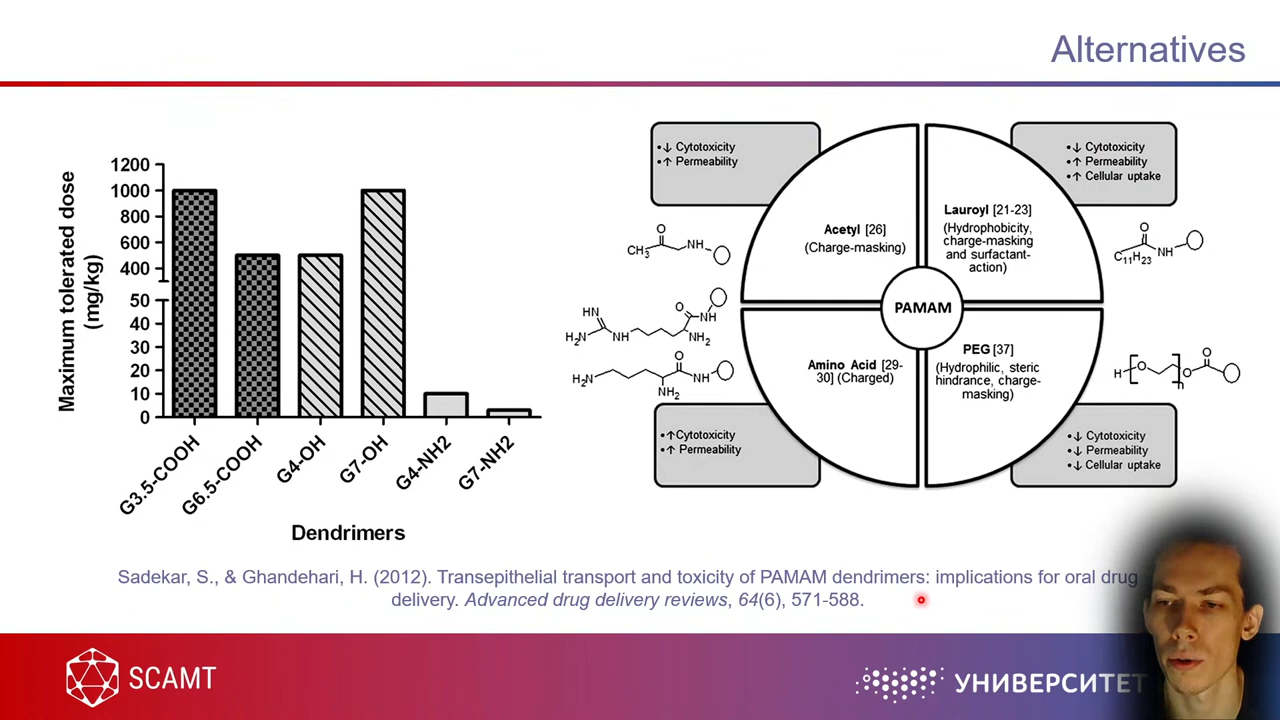 Alternatives
1200
1000
800
600
400
50
40
30
20
10
0
Maximum tolerated dose
(mg/kg)
G3.5-COOH
G6.5-COOH
G4-OH
G7-OH
G4-NH2
G7-NH2
Dendrimers
•↓ Cytotoxicity
•↑ Permeability
•↓ Cytotoxicity
•↑ Permeability
•↑ Cellular uptake
Acetyl [26]
(Charge-masking)
Lauroyl [21-23]
(Hydrophobicity,
charge-masking
and surfactant-
action)
PAMAM
Amino Acid [29-
30] (Charged)
PEG [37]
(Hydrophilic, steric
hindrance, charge-
masking)
O
CH3
NH
O
C11H23
NH
HN
H2N
NH
O
NH
NH2
H2N
O
NH
NH2
H
O
n
O
O
•↑Cytotoxicity
•↑ Permeability
•↓ Cytotoxicity
•↓ Permeability
•↓ Cellular uptake
Sadekar, S., & Ghandehari, H. (2012). Transepithelial transport and toxicity of PAMAM dendrimers: implications for oral drug
delivery. Advanced drug delivery reviews, 64(6), 571-588.
SCAMT
УНИВЕРСИТЕТ